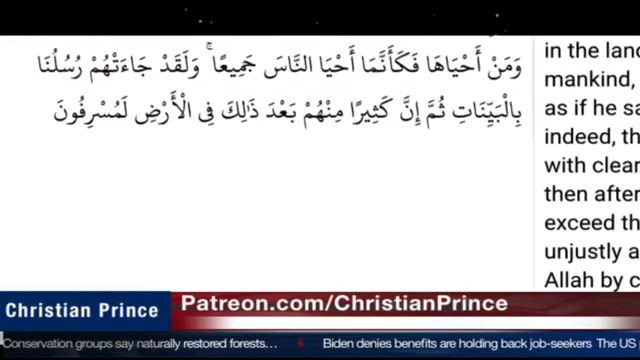 وَمَنْ أَحْيَاهَا فَكَأَنَّمَا أَحْيَا النَّاسَ جَمِيعًا ۚ وَلَقَدْ جَاءَتْهُمْ رُسُلُنَا
بِالْبَيِّنَاتِ ثُمَّ إِنَّ كَثِيرًا مِنْهُمْ بَعْدَ ذَٰلِكَ فِي الْأَرْضِ لَمُسْرِفُونَ
in the land
mankind,
as if he sa
indeed, th
with clear
then after
exceed th
unjustly a
Allah by c
Christian Prince
Patreon.com/ChristianPrince
Conservation groups say naturally restored forests... Biden denies benefits are holding back job-seekers The US